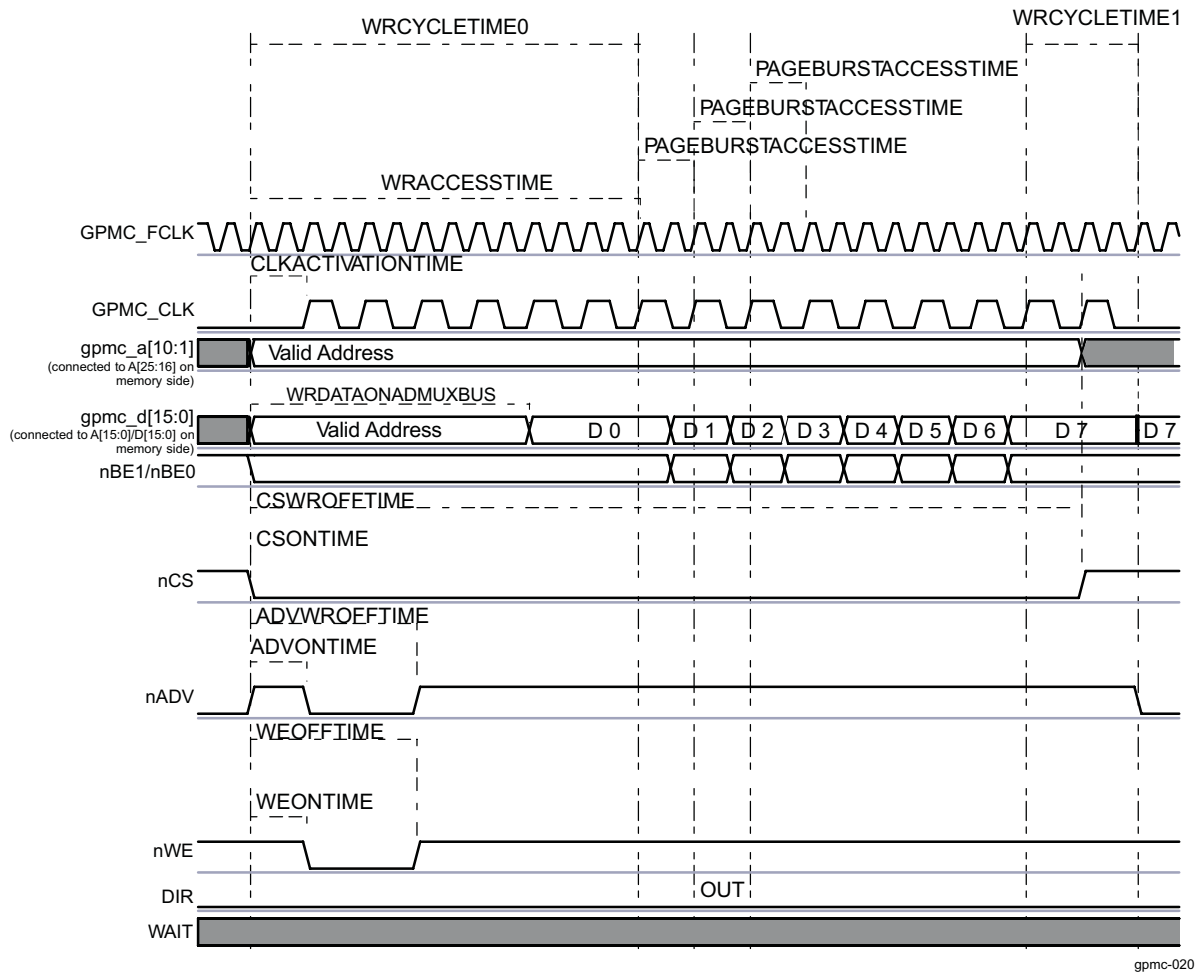 WRCYCLETIME0
WRCYCLETIME1
PAGEBURSTACCESSTIME
PAGEBURSTACCESSTIME
PAGEBURSTACCESSTIME
WRACCESSTIME
GPMC_FCLK
CLKACTIVATIONTIME
GPMC_CLK
gpmc_a[10:1]
(connected to A[25:16] on
memory side)
Valid Address
WRDATAONADMUXBUS
gpmc_d[15:0]
(connected to A[15:0]/D[15:0] on
memory side)
Valid Address D 0 D 1 D 2 D 3 D 4 D 5 D 6 D 7 D 7
nBE1/nBE0
CSWROFFTIME
CSONTIME
nCS
ADVWROFFTIME
ADVONTIME
nADV
WEOFFTIME
WEONTIME
nWE
DIR OUT
WAIT
gpmc-020